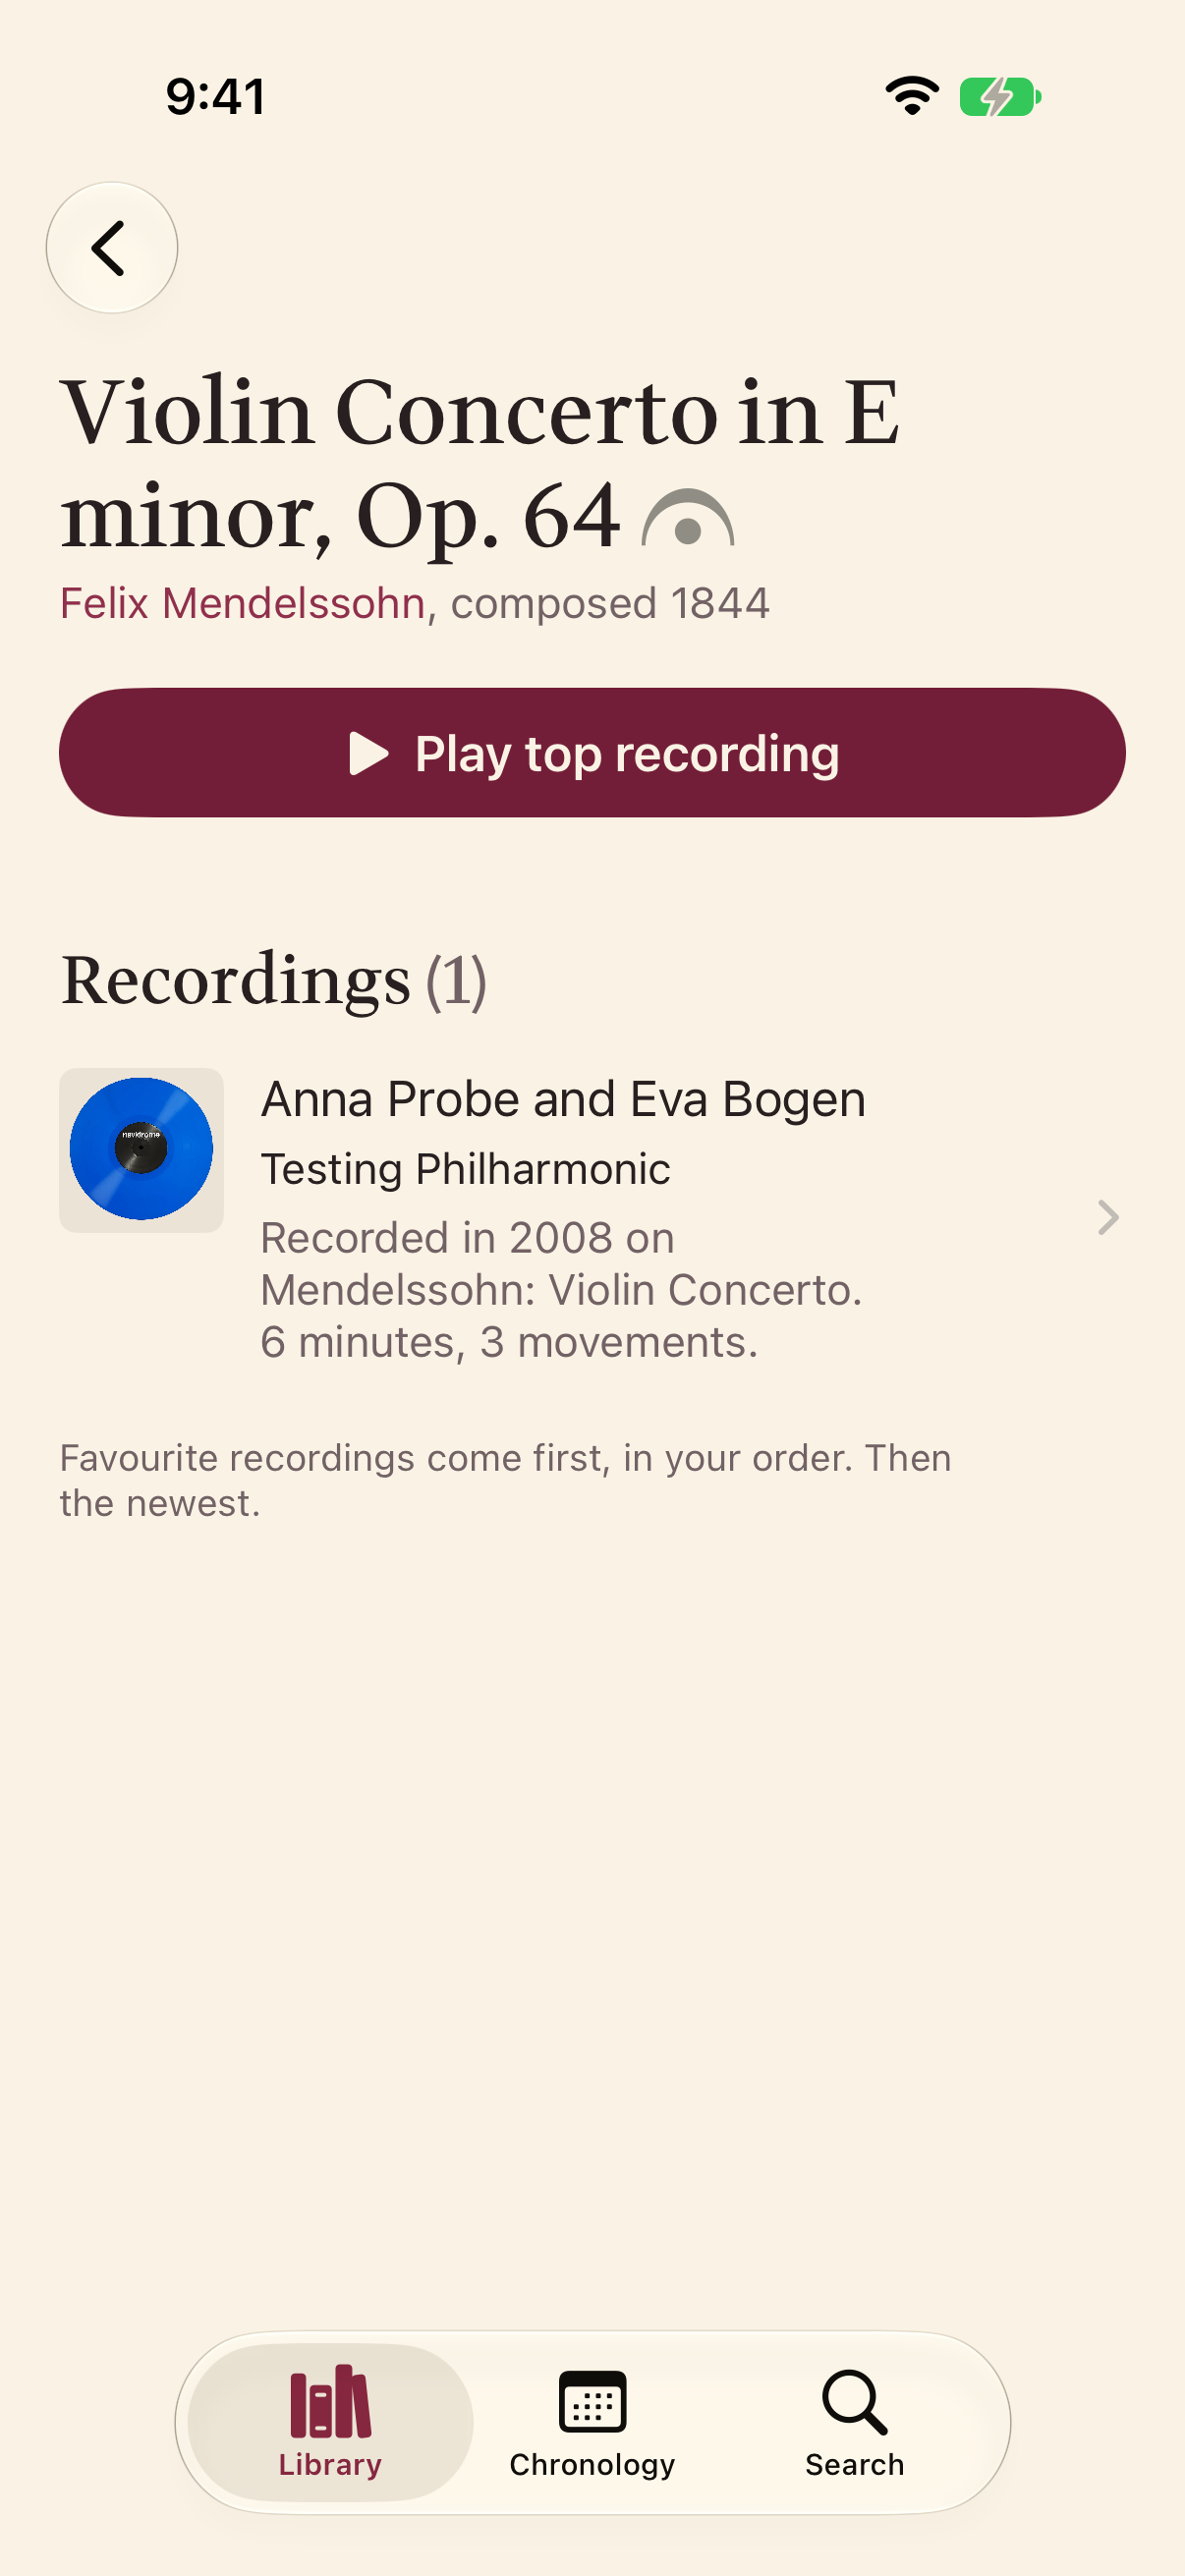 9:41
Violin Concerto in E
minor, Op. 64
Felix Mendelssohn, composed 1844
Play top recording
Recordings (1)
navidrome
Anna Probe and Eva Bogen
Testing Philharmonic
Recorded in 2008 on
Mendelssohn: Violin Concerto.
6 minutes, 3 movements.
Favourite recordings come first, in your order. Then
the newest.
Library
Chronology
Search